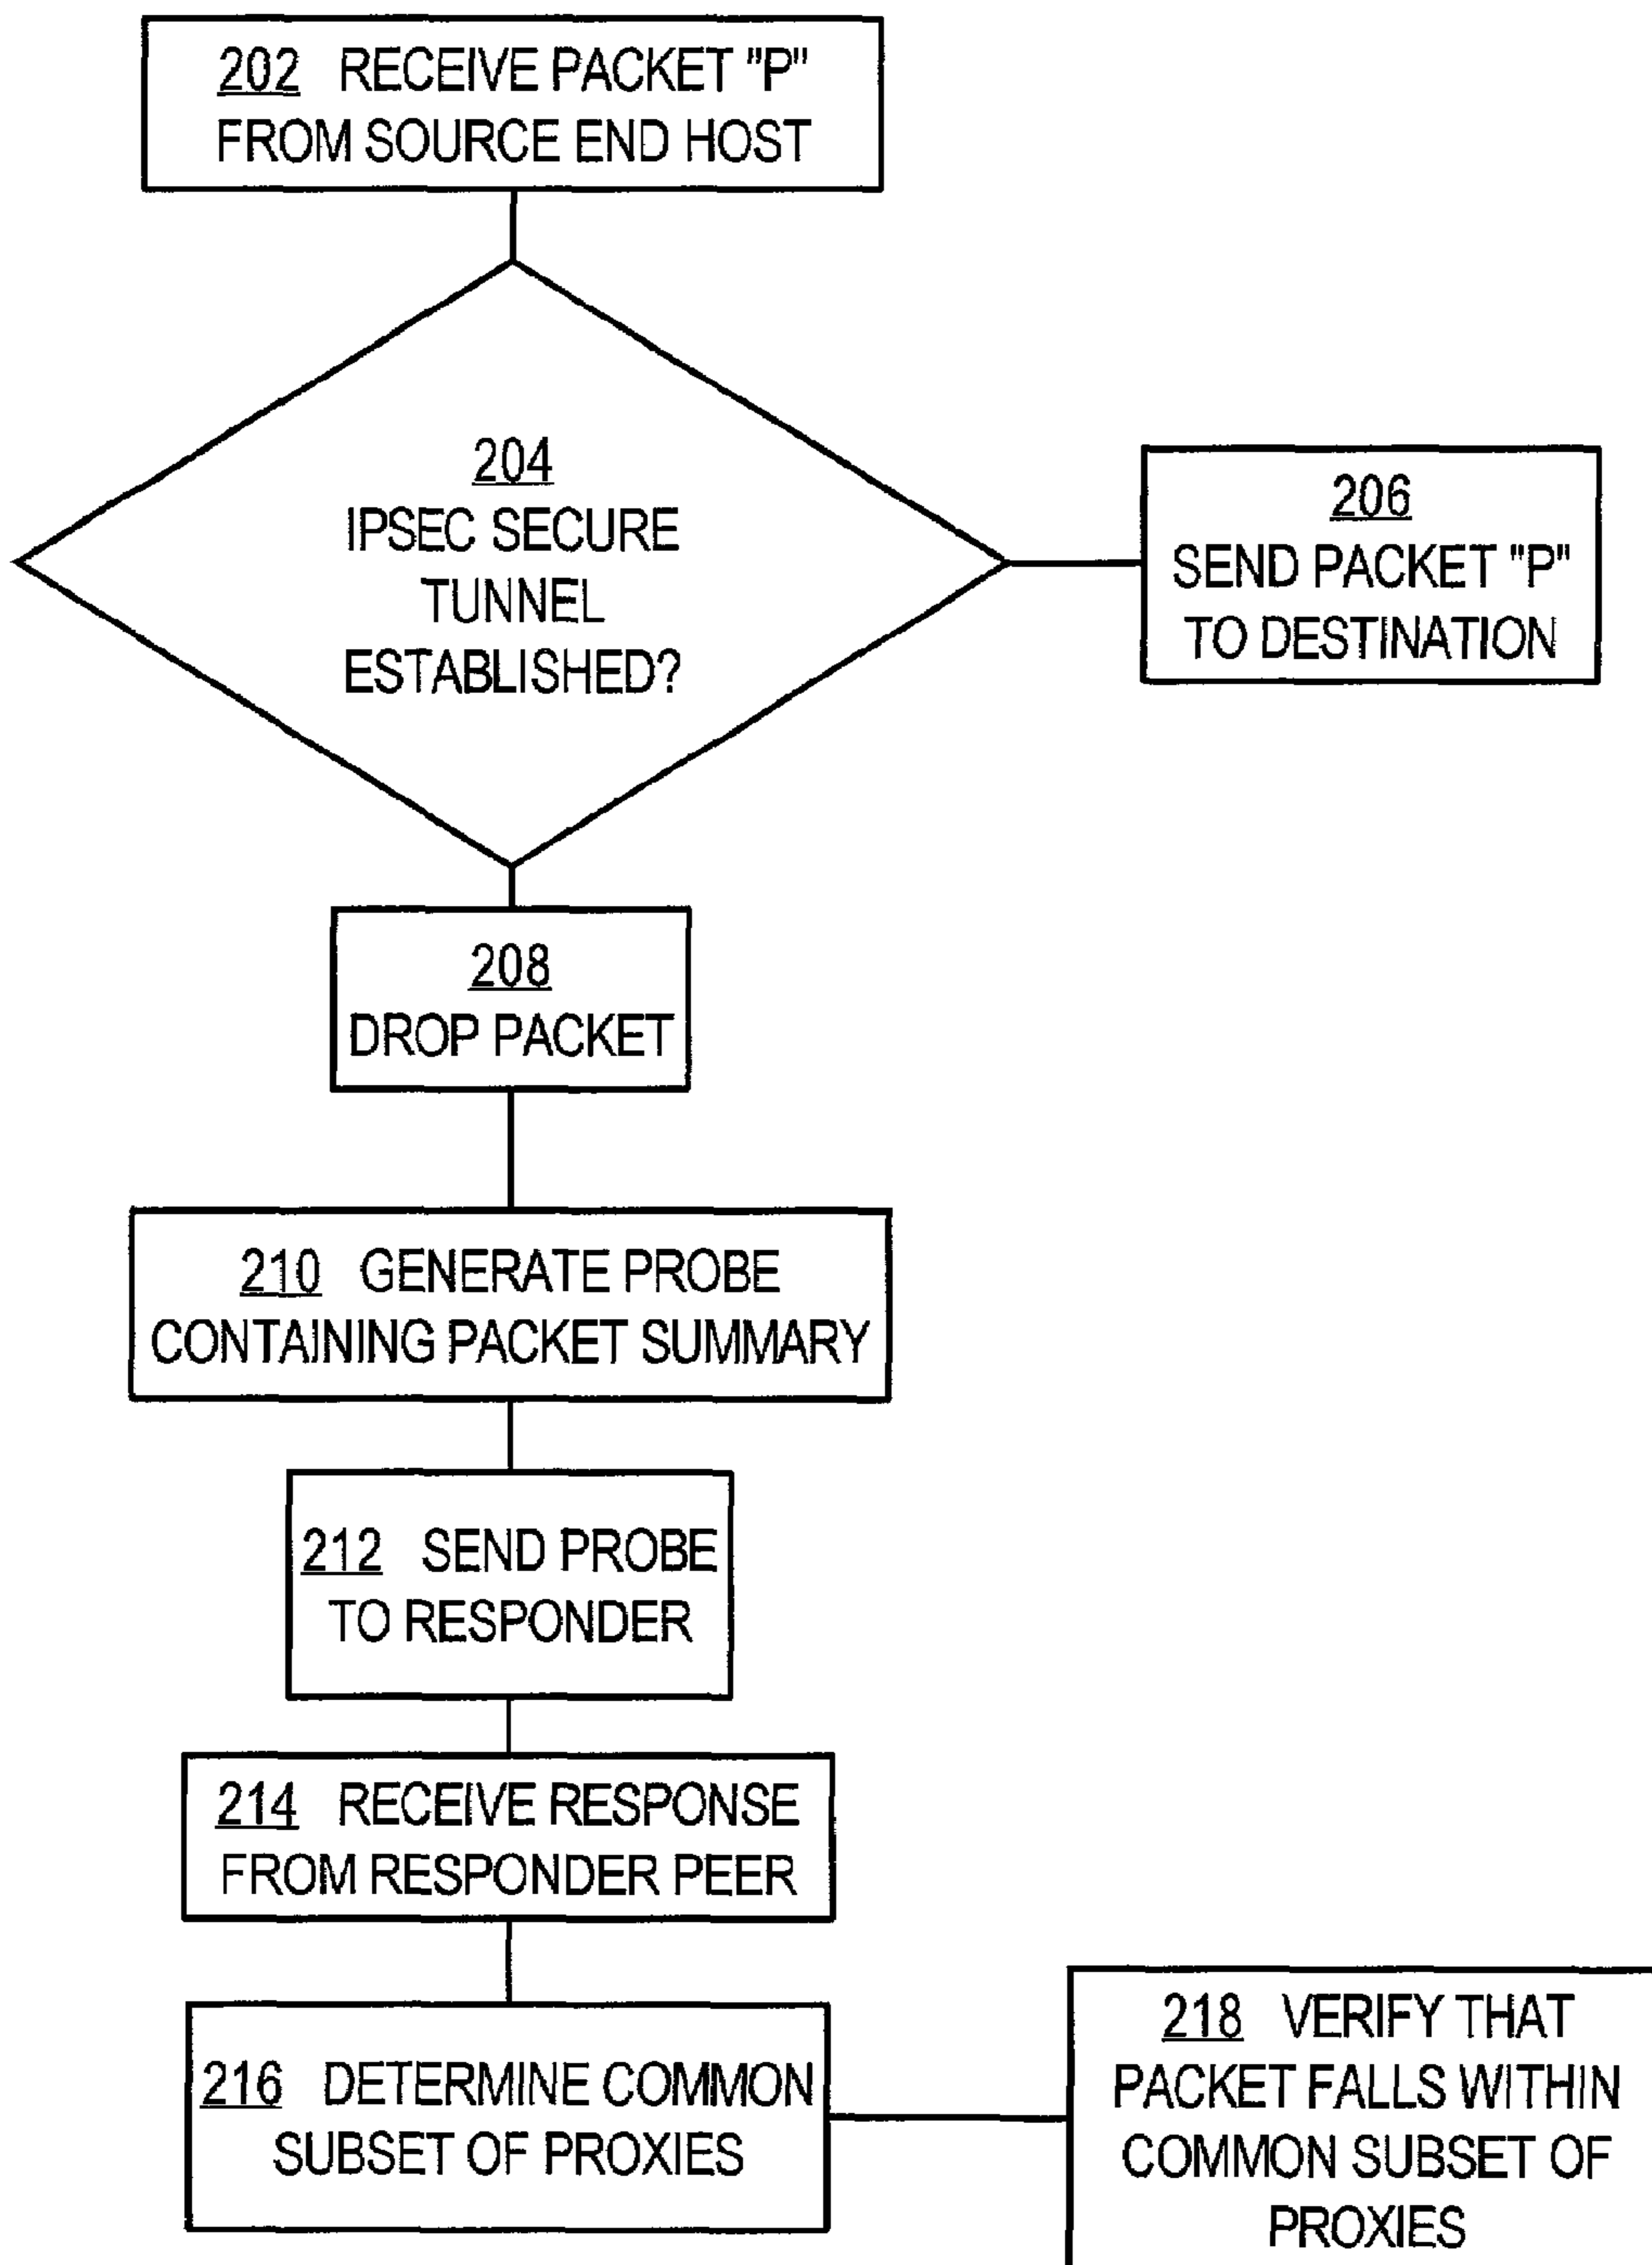 202 RECEIVE PACKET "P"
FROM SOURCE END HOST
204
IPSEC SECURE
TUNNEL
ESTABLISHED?
206
SEND PACKET "P"
TO DESTINATION
208
DROP PACKET
210 GENERATE PROBE
CONTAINING PACKET SUMMARY
212 SEND PROBE
TO RESPONDER
214 RECEIVE RESPONSE
FROM RESPONDER PEER
216 DETERMINE COMMON
SUBSET OF PROXIES
218 VERIFY THAT
PACKET FALLS WITHIN
COMMON SUBSET OF
PROXIES